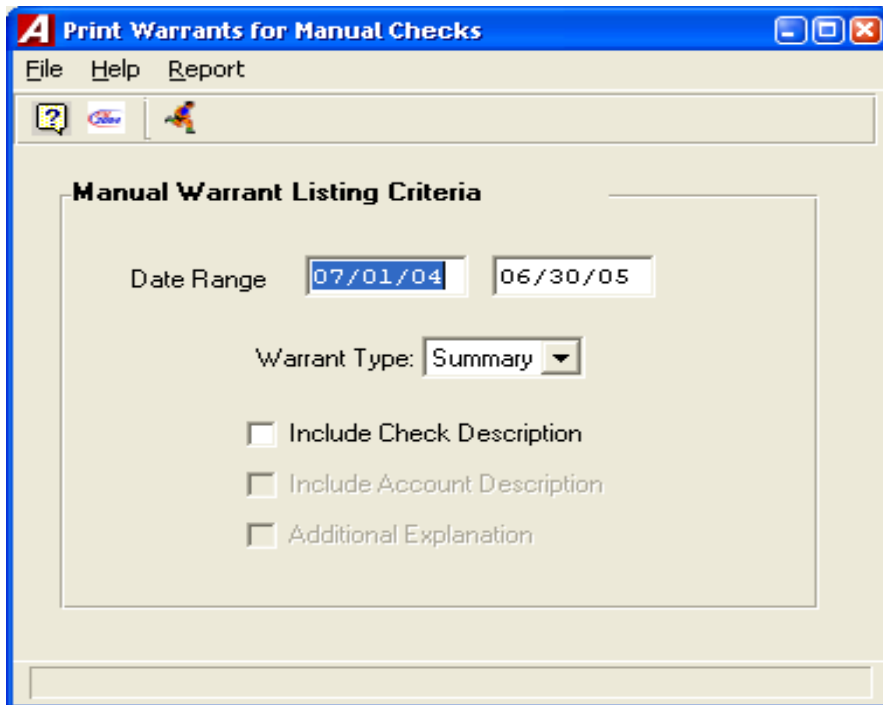 Print Warrants for Manual Checks
File Help Report
Manual Warrant Listing Criteria
Date Range 07/01/04 06/30/05
Warrant Type: Summary
Include Check Description
Include Account Description
Additional Explanation